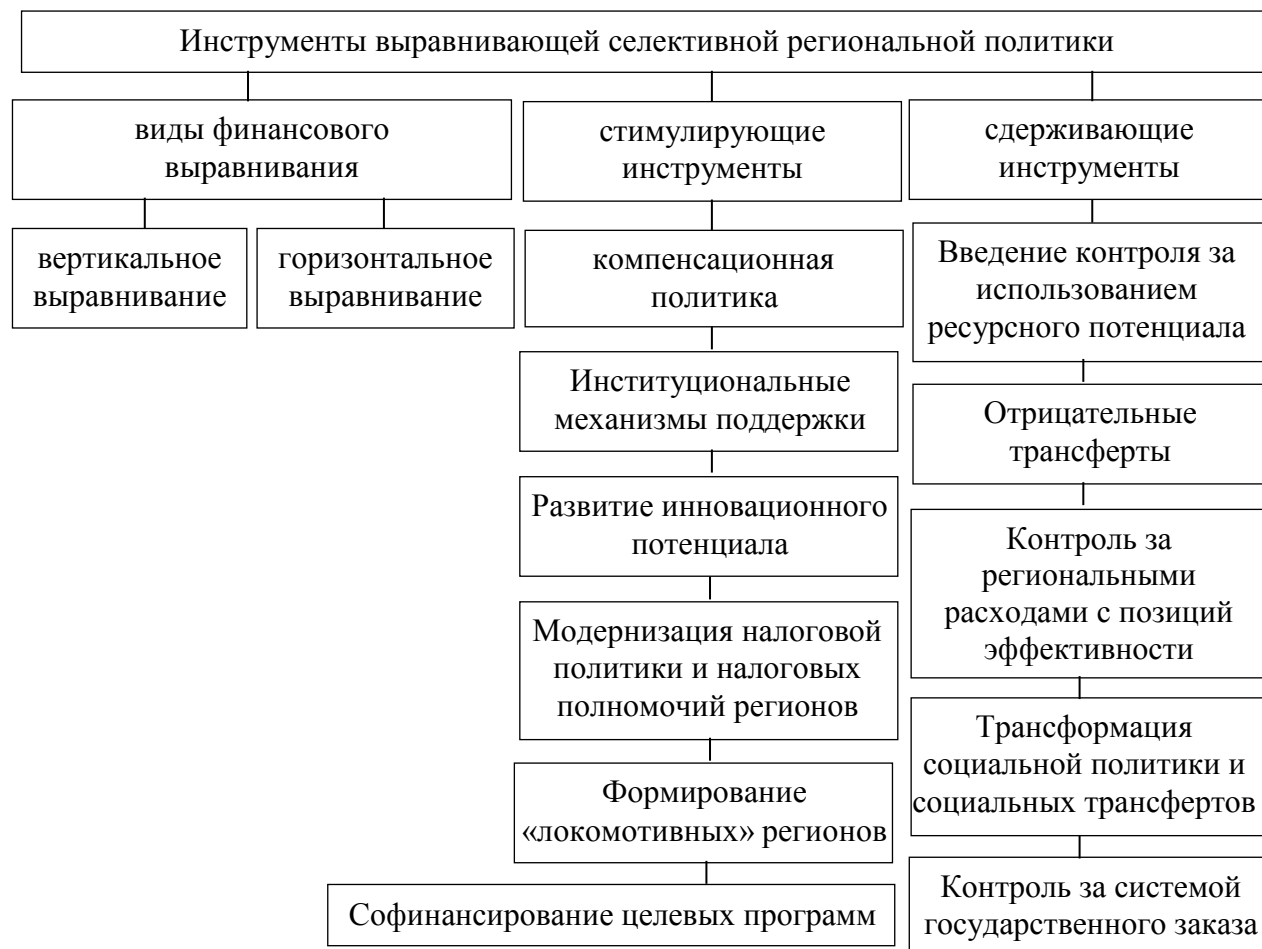 Инструменты выравнивающей селективной региональной политики
виды финансового
выравнивания
стимулирующие
инструменты
сдерживающие
инструменты
вертикальное
выравнивание
горизонтальное
выравнивание
компенсационная
политика
Введение контроля за
использованием
ресурсного потенциала
Институциональные
механизмы поддержки
Отрицательные
трансферты
Развитие инновационного
потенциала
Контроль за
региональными
расходами с позиций
эффективности
Модернизация налоговой
политики и налоговых
полномочий регионов
Трансформация
социальной политики и
социальных трансфертов
Формирование
«локомотивных» регионов
Софинансирование целевых программ
Контроль за системой
государственного заказа